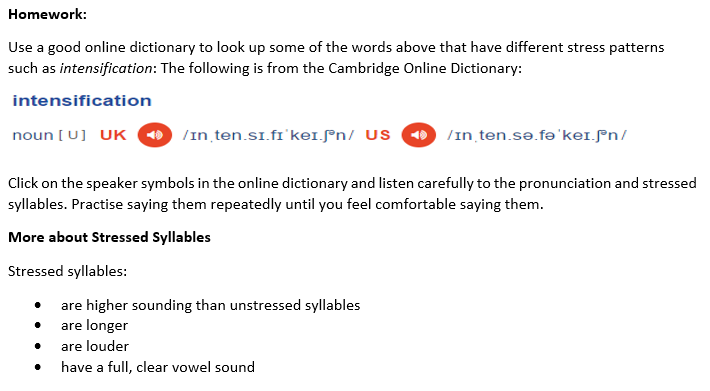 Homework:
Use a good online dictionary to look up some of the words above that have different stress patterns
such as intensification: The following is from the Cambridge Online Dictionary:
intensification
noun [ U ] UK /ɪnˌten.sɪ.fɪˈkeɪ.ʃᵊn/ US /ɪnˌten.sə.fəˈkeɪ.ʃᵊn/
Click on the speaker symbols in the online dictionary and listen carefully to the pronunciation and stressed
syllables. Practise saying them repeatedly until you feel comfortable saying them.
More about Stressed Syllables
Stressed syllables:
• are higher sounding than unstressed syllables
• are longer
• are louder
• have a full, clear vowel sound